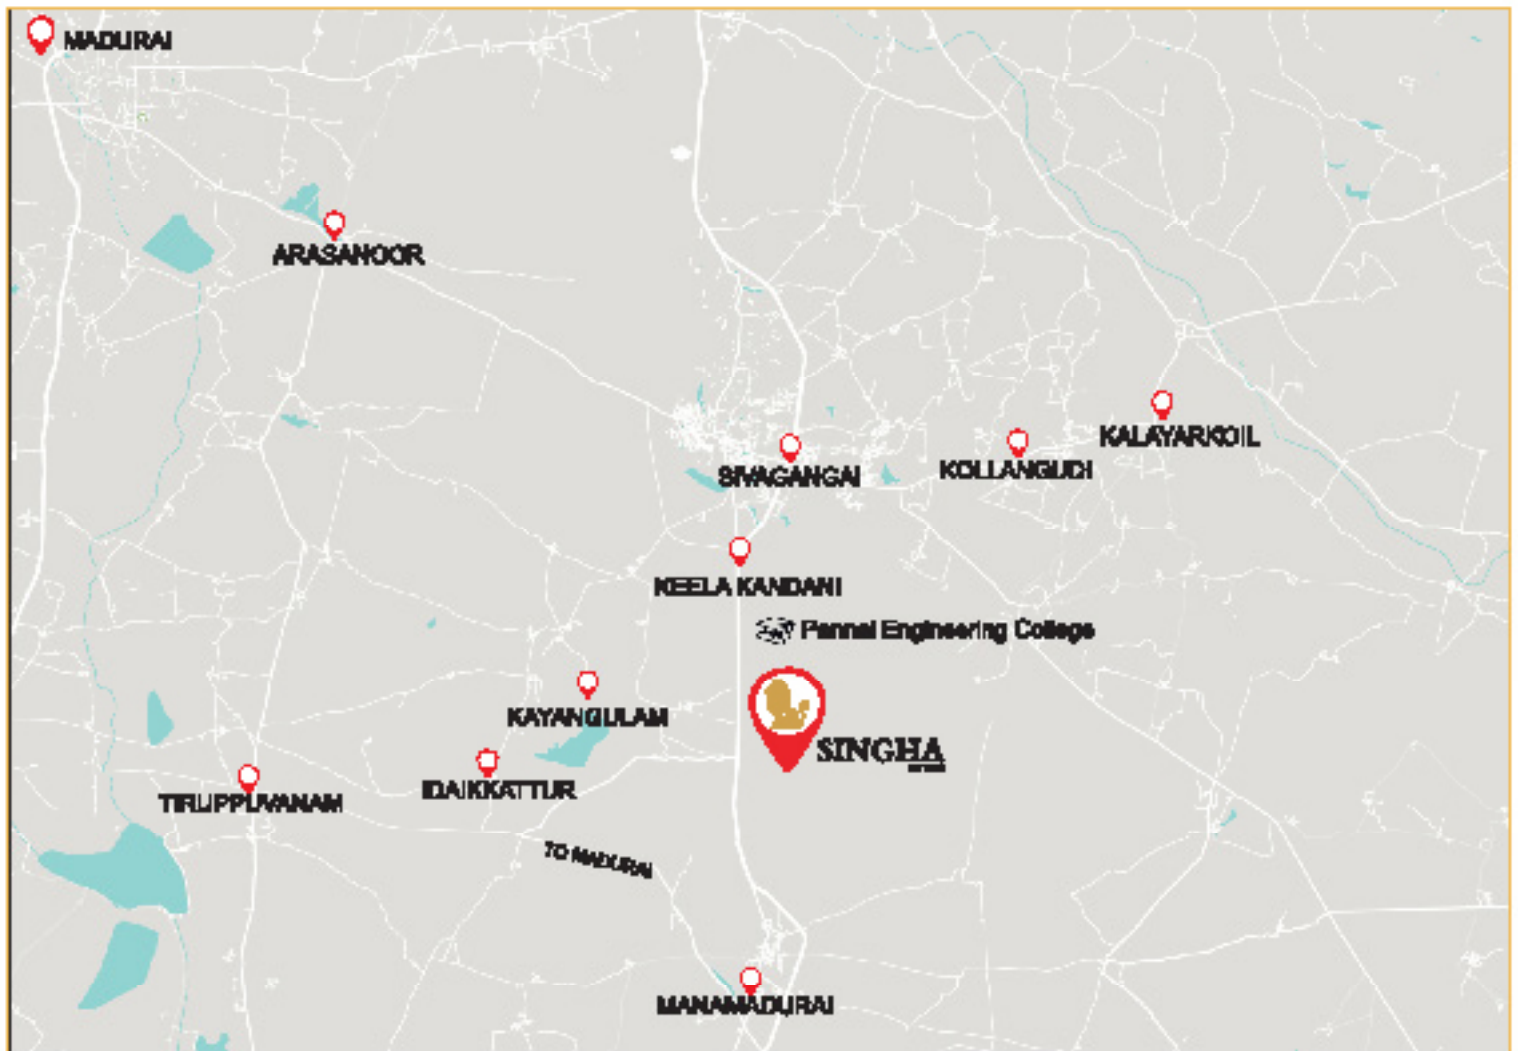 MADURAI
ARASANOOR
KALAYARKOIL
SIVAGANGAI
KOLLANGUDI
KEELA KANDANI
Pannai Engineering College
KAYANGULAM
SINGHA
IDAIKKATTUR
TIRUPPUVANAM
TO MADURAI
MANAMADURAI